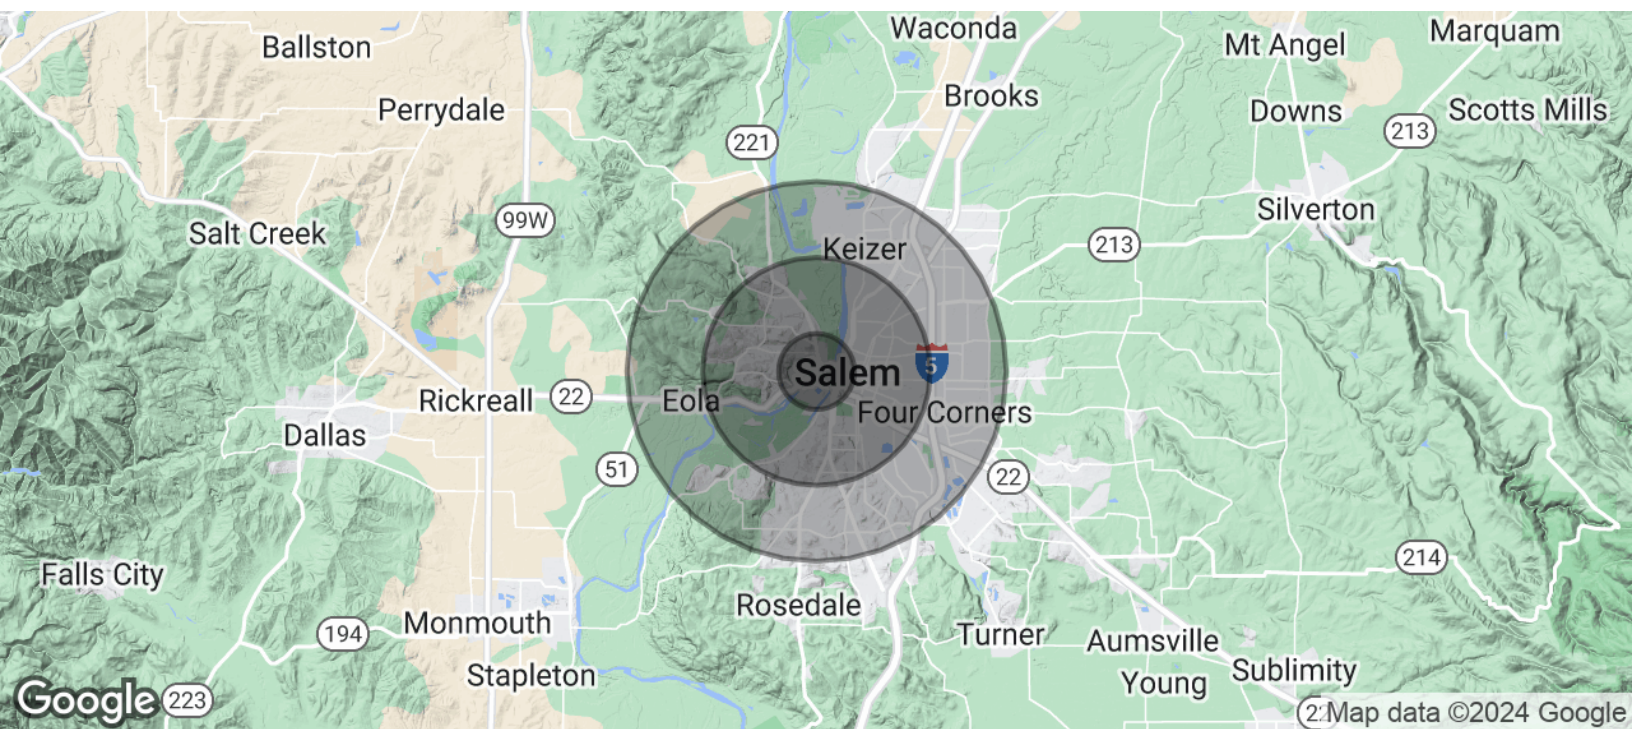 Waconda
Ballston
Mt Angel
Marquam
Perrydale
Brooks
Downs
Scotts Mills
213
221
Salt Creek
99W
Silverton
213
Keizer
Salem
5
Rickreall
22
Eola
Four Corners
Dallas
51
22
Falls City
214
Rosedale
Monmouth
194
Turner
Aumsville
Stapleton
Young
Sublimity
Google
223
Map data ©2024 Google